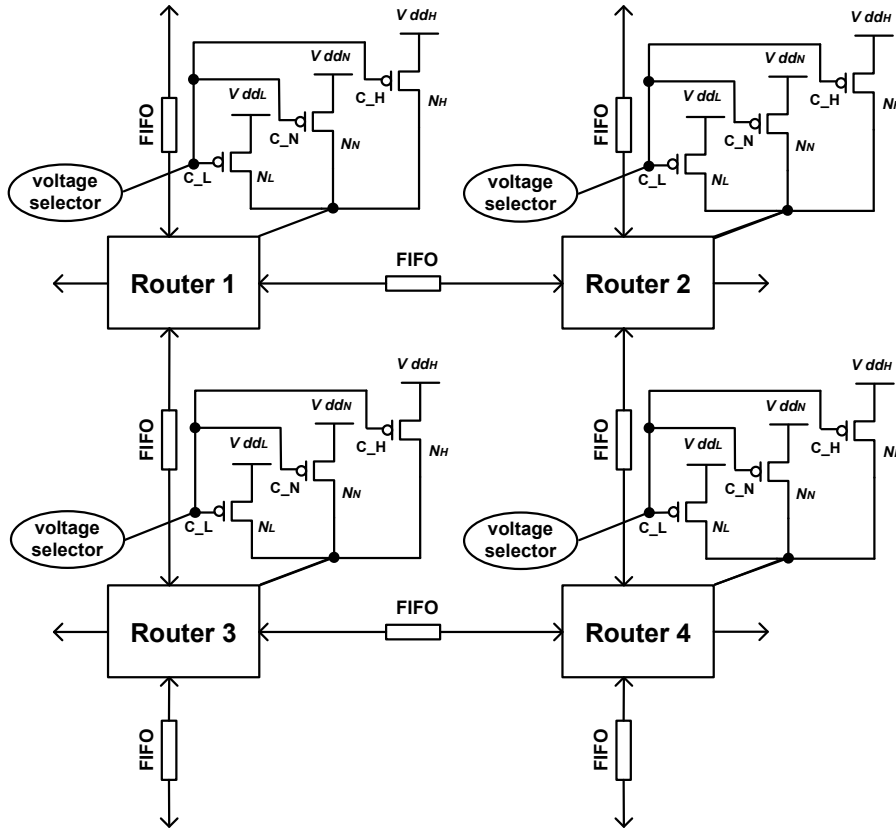 V ddH
V ddN
V ddL
C_H
NH
FIFO
C_N
NN
voltage
selector
C_L
NL
V ddH
V ddN
V ddL
C_H
FIFO
C_N
NN
voltage
selector
C_L
NL
Router 1
FIFO
Router 2
V ddH
V ddN
V ddL
C_H
NH
FIFO
C_N
NN
voltage
selector
C_L
NL
V ddH
V ddN
V ddL
C_H
FIFO
C_N
NN
voltage
selector
C_L
NL
Router 3
FIFO
Router 4
FIFO
FIFO